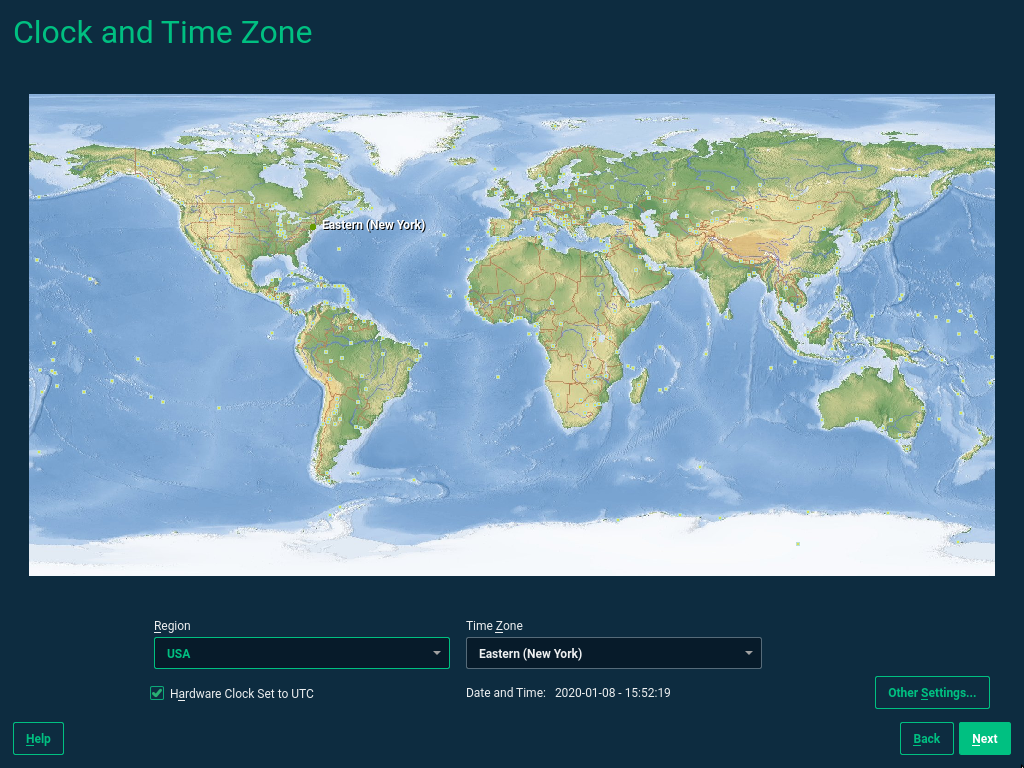 Clock and Time Zone
Eastern (New York)
Region
Time Zone
USA
Eastern (New York)
Hardware Clock Set to UTC
Date and Time: 2020-01-08 - 15:52:19
Other Settings...
Help
Back
Next